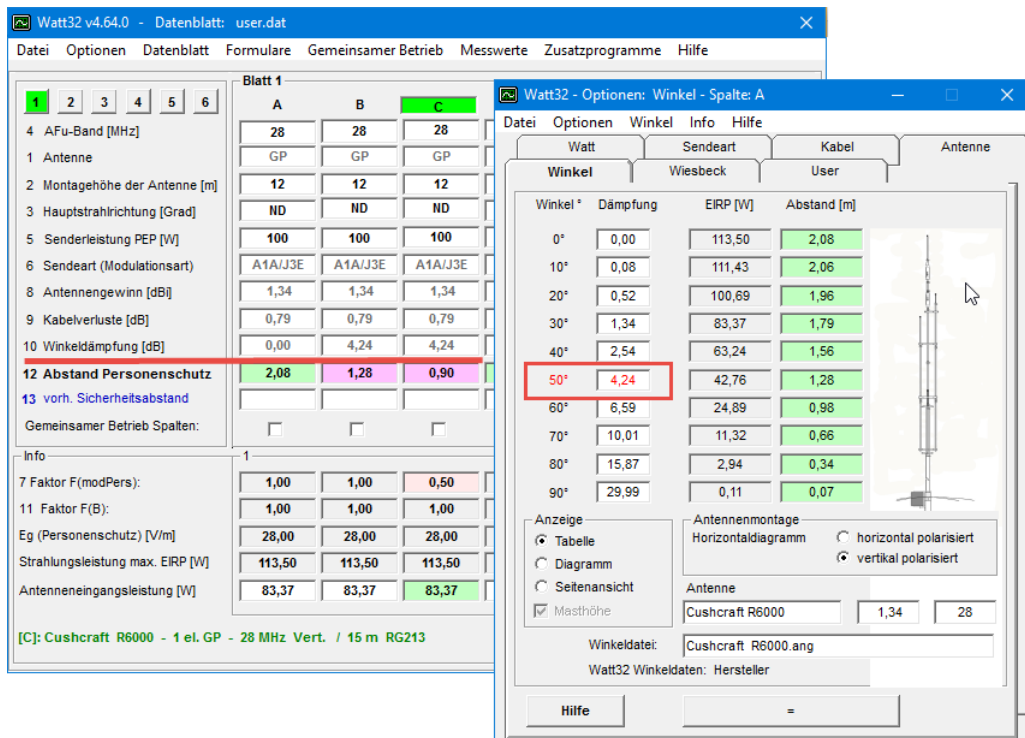 Watt32 v4.64.0 - Datenblatt: user.dat
Datei Optionen Datenblatt Formulare Gemeinsamer Betrieb Messwerte Zusatzprogramme Hilfe
Blatt 1
1 2 3 4 5 6 A B C
4 AFu-Band [MHz] 28 28 28
1 Antenne GP GP GP
2 Montagehöhe der Antenne [m] 12 12 12
3 Hauptstrahlrichtung [Grad] ND ND ND
5 Senderleistung PEP [W] 100 100 100
6 Sendeart (Modulationsart) A1A/J3E A1A/J3E A1A/J3E
8 Antennengewinn [dBi] 1,34 1,34 1,34
9 Kabelverluste [dB] 0,79 0,79 0,79
10 Winkeldämpfung [dB] 0,00 4,24 4,24
12 Abstand Personenschutz 2,08 1,28 0,90
13 vorh. Sicherheitsabstand
Gemeinsamer Betrieb Spalten:
Info 1
7 Faktor F(modPers): 1,00 1,00 0,50
11 Faktor F(B): 1,00 1,00 1,00
Eg (Personenschutz) [V/m] 28,00 28,00 28,00
Strahlungsleistung max. EIRP [W] 113,50 113,50 113,50
Antenneneingangsleistung [W] 83,37 83,37 83,37
[C]: Cushcraft R6000 - 1 el. GP - 28 MHz Vert. / 15 m RG213
Watt32 - Optionen: Winkel - Spalte: A
Datei Optionen Winkel Info Hilfe
Watt Sendeart Kabel Antenne
Winkel Wiesbeck User
Winkel ° Dämpfung EIRP [W] Abstand [m]
0° 0,00 113,50 2,08
10° 0,08 111,43 2,06
20° 0,52 100,69 1,96
30° 1,34 83,37 1,79
40° 2,54 63,24 1,56
50° 4,24 42,76 1,28
60° 6,59 24,89 0,98
70° 10,01 11,32 0,66
80° 15,87 2,94 0,34
90° 29,99 0,11 0,07
Anzeige Antennenmontage
Tabelle Horizontaldiagramm horizontal polarisiert
Diagramm vertikal polarisiert
Seitenansicht Antenne
Masthöhe Cushcraft R6000 1,34 28
Winkeldatei: Cushcraft R6000.ang
Watt32 Winkeldaten: Hersteller
Hilfe =